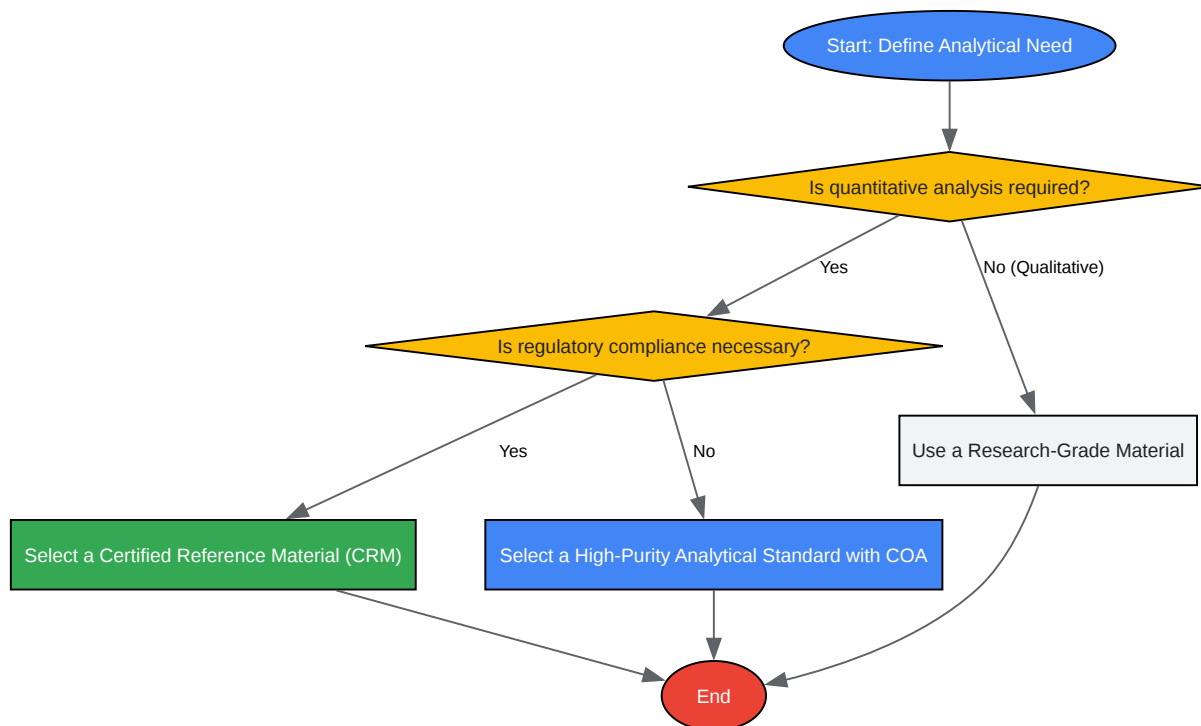 Start: Define Analytical Need
Is quantitative analysis required?
Yes
No (Qualitative)
Is regulatory compliance necessary?
Yes
No
Use a Research-Grade Material
Select a Certified Reference Material (CRM)
Select a High-Purity Analytical Standard with COA
End